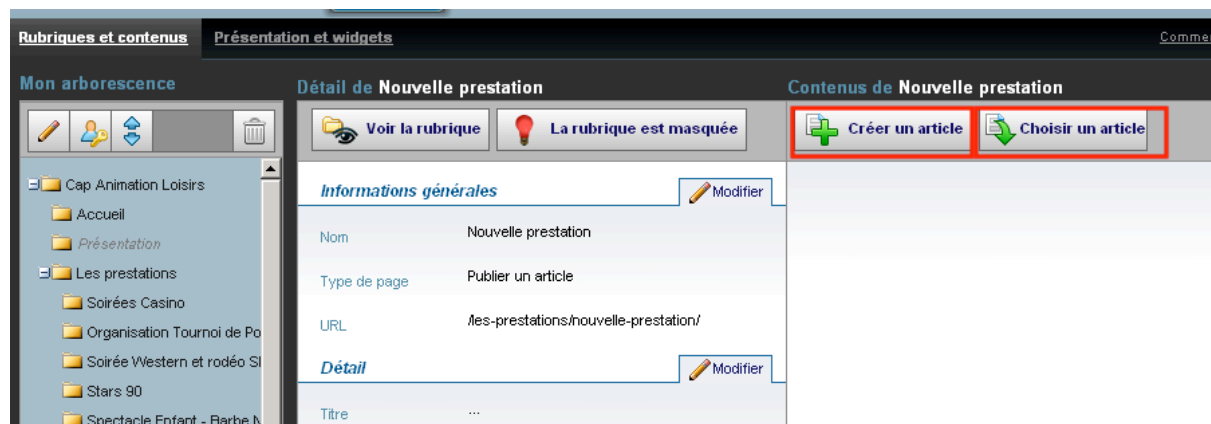 Rubriques et contenus Présentation et widgets
Mon arborescence
Cap Animation Loisirs
Accueil
Présentation
Les prestations
Soirées Casino
Organisation Tournoi de Po
Soirée Western et rodéo
Stars 90
Spectacle Enfant - Barbe
Détail de Nouvelle prestation
Voir la rubrique La rubrique est masquée
Informations générales Modifier
Nom Nouvelle prestation
Type de page Publier un article
URL /les-prestations/nouvelle-prestation/
Détail Modifier
Titre ...
Contenus de Nouvelle prestation
Créer un article Choisir un article